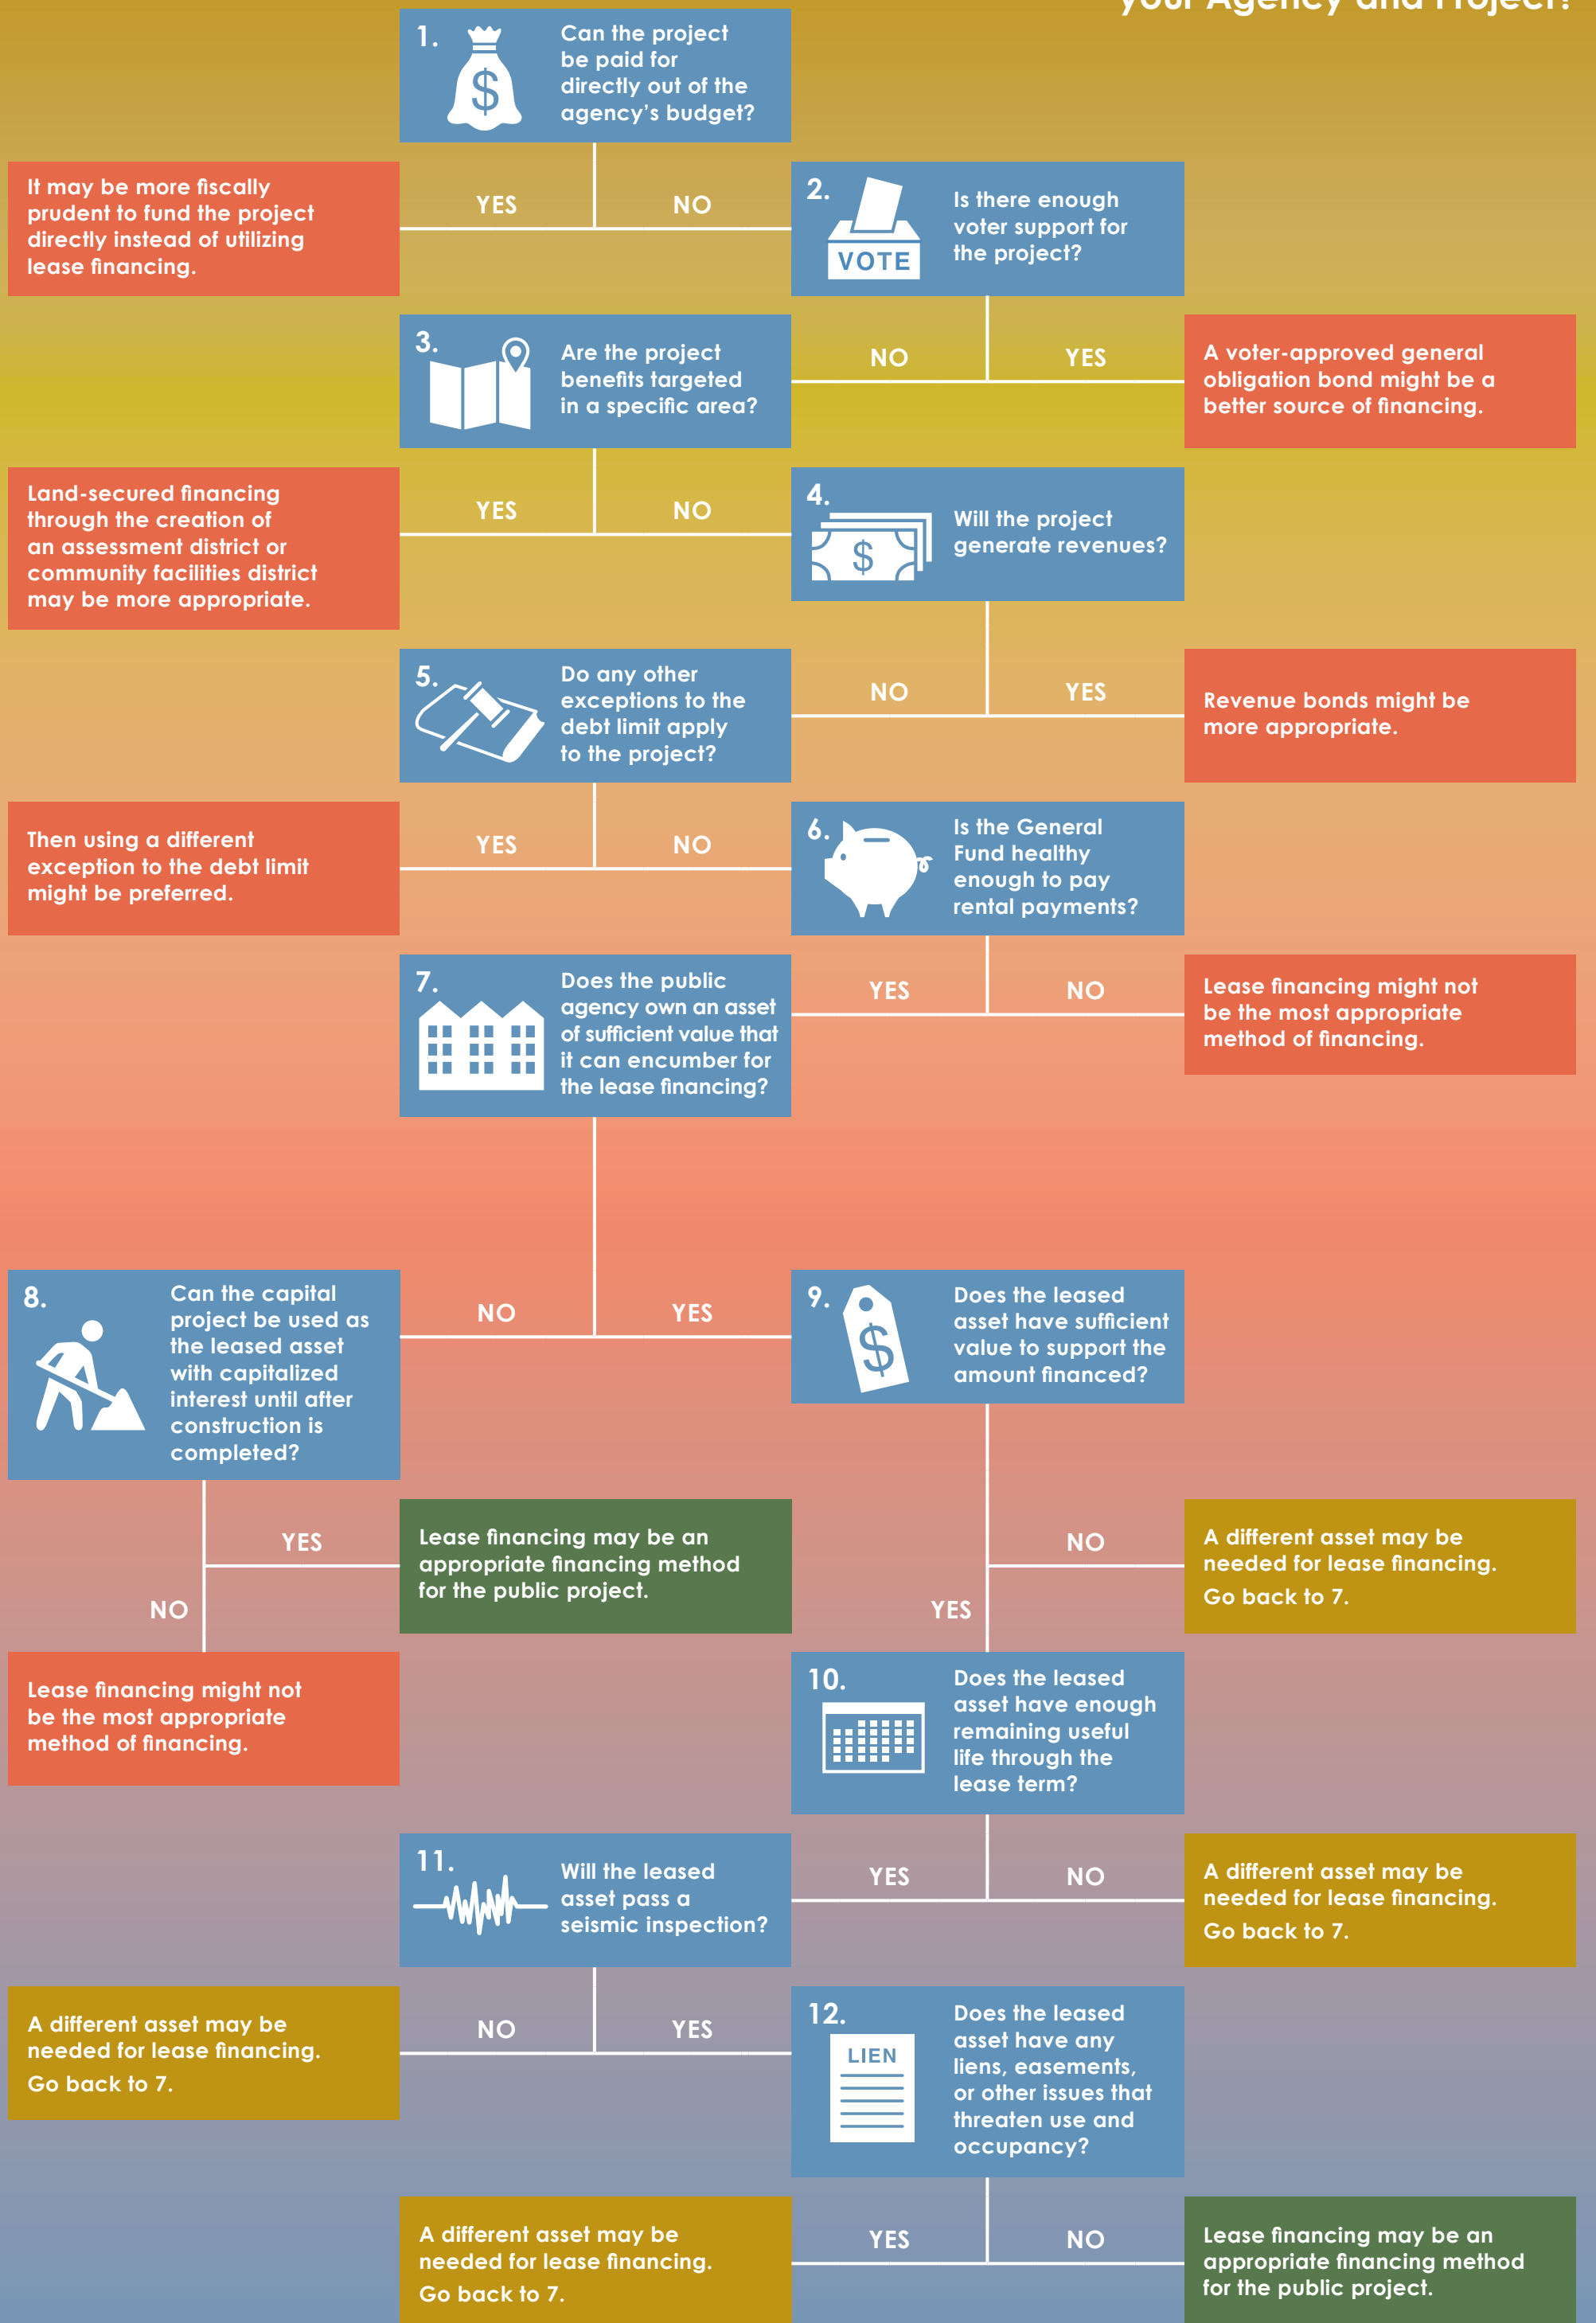 your Agency and Project?
1.
$
Can the project
be paid for
directly out of the
agency's budget?
It may be more fiscally
prudent to fund the project
directly instead of utilizing
lease financing.
YES
NO
2.
VOTE
Is there enough
voter support for
the project?
3.
Are the project
benefits targeted
in a specific area?
NO
YES
A voter-approved general
obligation bond might be a
better source of financing.
Land-secured financing
through the creation of
an assessment district or
community facilities district
may be more appropriate.
YES
NO
4.
$
Will the project
generate revenues?
5.
Do any other
exceptions to the
debt limit apply
to the project?
NO
YES
Revenue bonds might be
more appropriate.
Then using a different
exception to the debt limit
might be preferred.
YES
NO
6.
Is the General
Fund healthy
enough to pay
rental payments?
7.
Does the public
agency own an asset
of sufficient value that
it can encumber for
the lease financing?
YES
NO
Lease financing might not
be the most appropriate
method of financing.
8.
Can the capital
project be used as
the leased asset
with capitalized
interest until after
construction is
completed?
NO
YES
9.
$
Does the leased
asset have sufficient
value to support the
amount financed?
YES
Lease financing may be an
appropriate financing method
for the public project.
NO
A different asset may be
needed for lease financing.
Go back to 7.
NO
YES
Lease financing might not
be the most appropriate
method of financing.
10.
Does the leased
asset have enough
remaining useful
life through the
lease term?
11.
Will the leased
asset pass a
seismic inspection?
YES
NO
A different asset may be
needed for lease financing.
Go back to 7.
A different asset may be
needed for lease financing.
Go back to 7.
NO
YES
12.
LIEN
Does the leased
asset have any
liens, easements,
or other issues that
threaten use and
occupancy?
A different asset may be
needed for lease financing.
Go back to 7.
YES
NO
Lease financing may be an
appropriate financing method
for the public project.